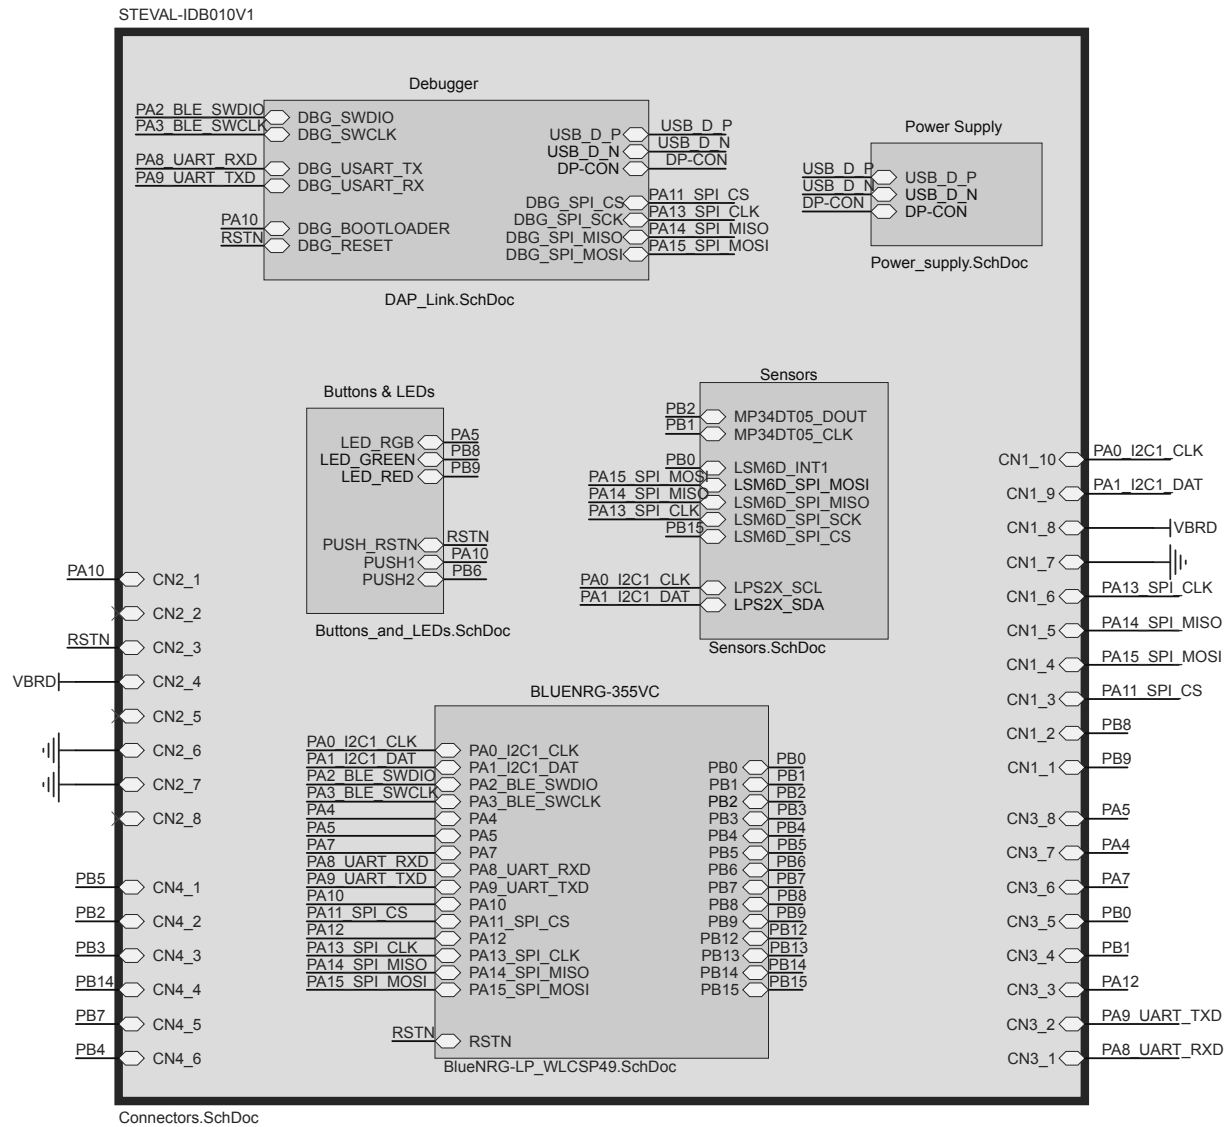 STEVAL-IDB010V1
Debugger
PA2_BLE_SWDIO DBG_SWDIO
PA3_BLE_SWCLK DBG_SWCLK
PA8_UART_RXD DBG_USART_TX
PA9_UART_TXD DBG_USART_RX
PA10 DBG_BOOTLOADER
RSTN DBG_RESET
USB_D_P USB_D_P
USB_D_N USB_D_N
DP-CON DP-CON
DBG_SPI_CS PA11_SPI_CS
DBG_SPI_SCK PA13_SPI_CLK
DBG_SPI_MISO PA14_SPI_MISO
DBG_SPI_MOSI PA15_SPI_MOSI
DAP_Link.SchDoc
Power Supply
USB_D_P USB_D_P
USB_D_N USB_D_N
DP-CON DP-CON
Power_supply.SchDoc
Buttons & LEDs
LED_RGB PA5
LED_GREEN PB8
LED_RED PB9
PUSH_RSTN RSTN
PUSH1 PA10
PUSH2 PB6
Buttons_and_LEDs.SchDoc
Sensors
PB2 MP34DT05_DOUT
PB1 MP34DT05_CLK
PB0 LSM6D_INT1
PA15_SPI_MOSI LSM6D_SPI_MOSI
PA14_SPI_MISO LSM6D_SPI_MISO
PA13_SPI_CLK LSM6D_SPI_SCK
PB15 LSM6D_SPI_CS
PA0_I2C1_CLK LPS2X_SCL
PA1_I2C1_DAT LPS2X_SDA
Sensors.SchDoc
PA10 CN2_1
CN2_2
RSTN CN2_3
VBRD CN2_4
CN2_5
CN2_6
CN2_7
CN2_8
PB5 CN4_1
PB2 CN4_2
PB3 CN4_3
PB14 CN4_4
PB7 CN4_5
PB4 CN4_6
BLUENRG-355VC
PA0_I2C1_CLK PA0_I2C1_CLK
PA1_I2C1_DAT PA1_I2C1_DAT
PA2_BLE_SWDIO PA2_BLE_SWDIO
PA3_BLE_SWCLK PA3_BLE_SWCLK
PA4 PA4
PA5 PA5
PA7 PA7
PA8_UART_RXD PA8_UART_RXD
PA9_UART_TXD PA9_UART_TXD
PA10 PA10
PA11_SPI_CS PA11_SPI_CS
PA12 PA12
PA13_SPI_CLK PA13_SPI_CLK
PA14_SPI_MISO PA14_SPI_MISO
PA15_SPI_MOSI PA15_SPI_MOSI
RSTN RSTN
PB0 PB0
PB1 PB1
PB2 PB2
PB3 PB3
PB4 PB4
PB5 PB5
PB6 PB6
PB7 PB7
PB8 PB8
PB9 PB9
PB12 PB12
PB13 PB13
PB14 PB14
PB15 PB15
BlueNRG-LP_WLCSP49.SchDoc
CN1_10 PA0_I2C1_CLK
CN1_9 PA1_I2C1_DAT
CN1_8 VBRD
CN1_7
CN1_6 PA13_SPI_CLK
CN1_5 PA14_SPI_MISO
CN1_4 PA15_SPI_MOSI
CN1_3 PA11_SPI_CS
CN1_2 PB8
CN1_1 PB9
CN3_8 PA5
CN3_7 PA4
CN3_6 PA7
CN3_5 PB0
CN3_4 PB1
CN3_3 PA12
CN3_2 PA9_UART_TXD
CN3_1 PA8_UART_RXD
Connectors.SchDoc